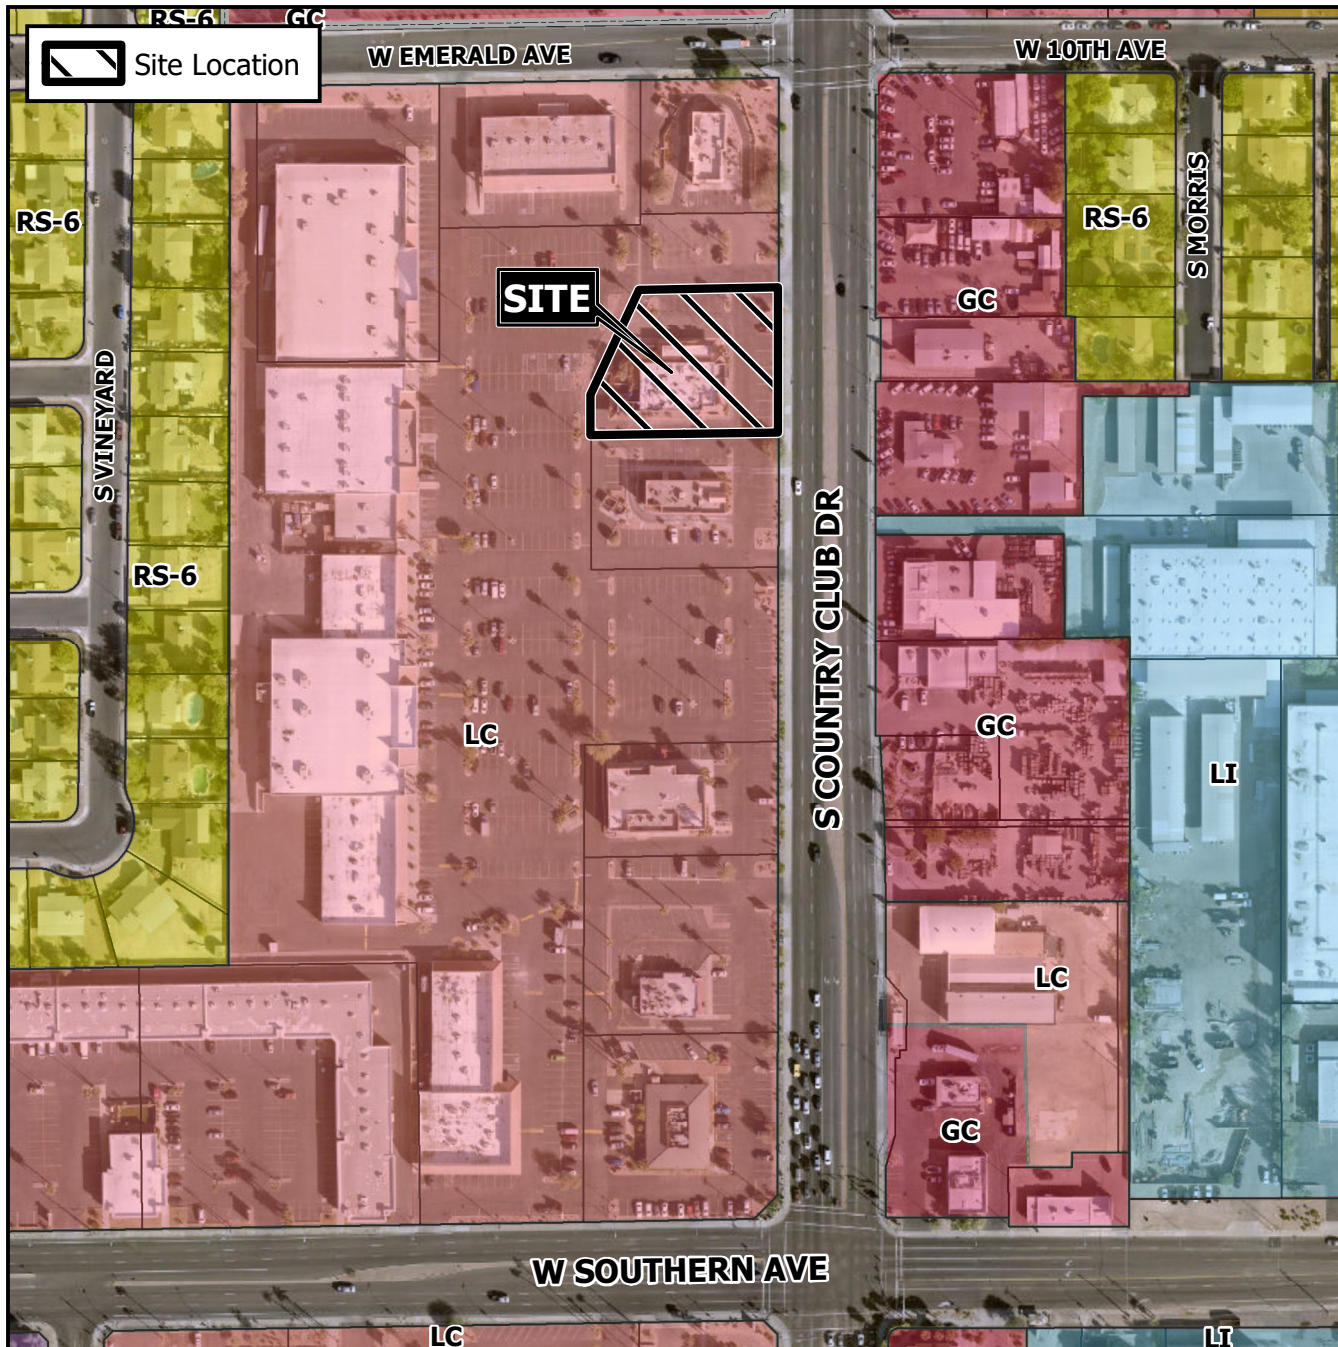 RS-6
GC
Site Location
W EMERALD AVE
W 10TH AVE
RS-6
RS-6
S MORRIS
SITE
GC
S VINEYARD
RS-6
S COUNTRY CLUB DR
LC
GC
LI
LC
GC
W SOUTHERN AVE
LC
LI